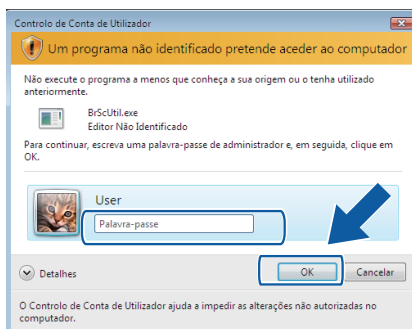 Controlo de Conta de Utilizador
Um programa não identificado pretende aceder ao computador
Não execute o programa a menos que conheça a sua origem ou o tenha utilizado
anteriormente.
BrScUtil.exe
Editor Não Identificado
Para continuar, escreva uma palavra-passe de administrador e, em seguida, clique em
OK.
User
Palavra-passe
Detalhes
OK
Cancelar
O Controlo de Conta de Utilizador ajuda a impedir as alterações não autorizadas no
computador.